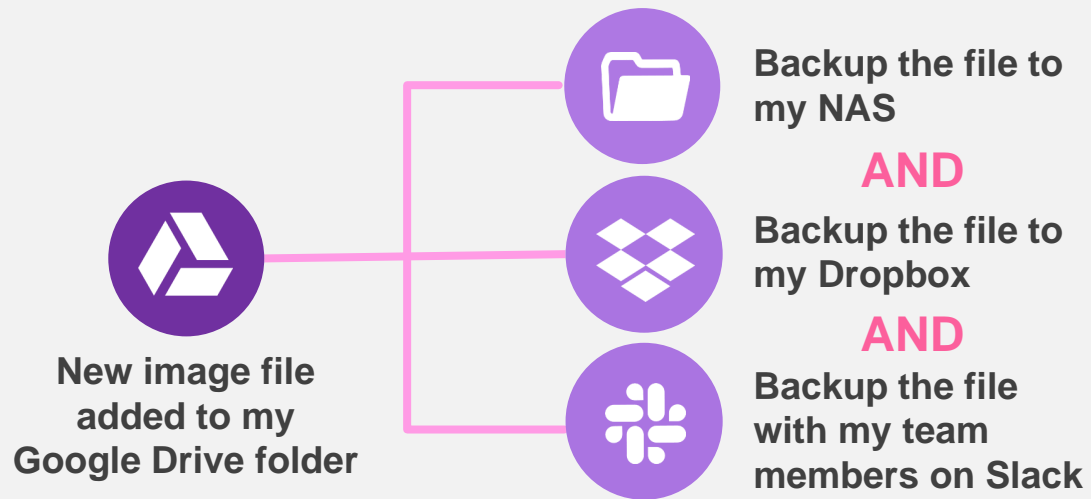 New image file
added to my
Google Drive folder
Backup the file to
my NAS
AND
Backup the file to
my Dropbox
AND
Backup the file
with my team
members on Slack